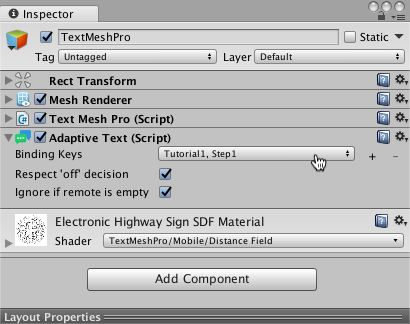 Inspector
TextMeshPro Static
Tag Untagged Layer Default
Rect Transform
Mesh Renderer
Text Mesh Pro (Script)
Adaptive Text (Script)
Binding Keys Tutorial1, Step1 + -
Respect 'off' decision
Ignore if remote is empty
Electronic Highway Sign SDF Material
Shader TextMeshPro/Mobile/Distance Field
Add Component
Layout Properties